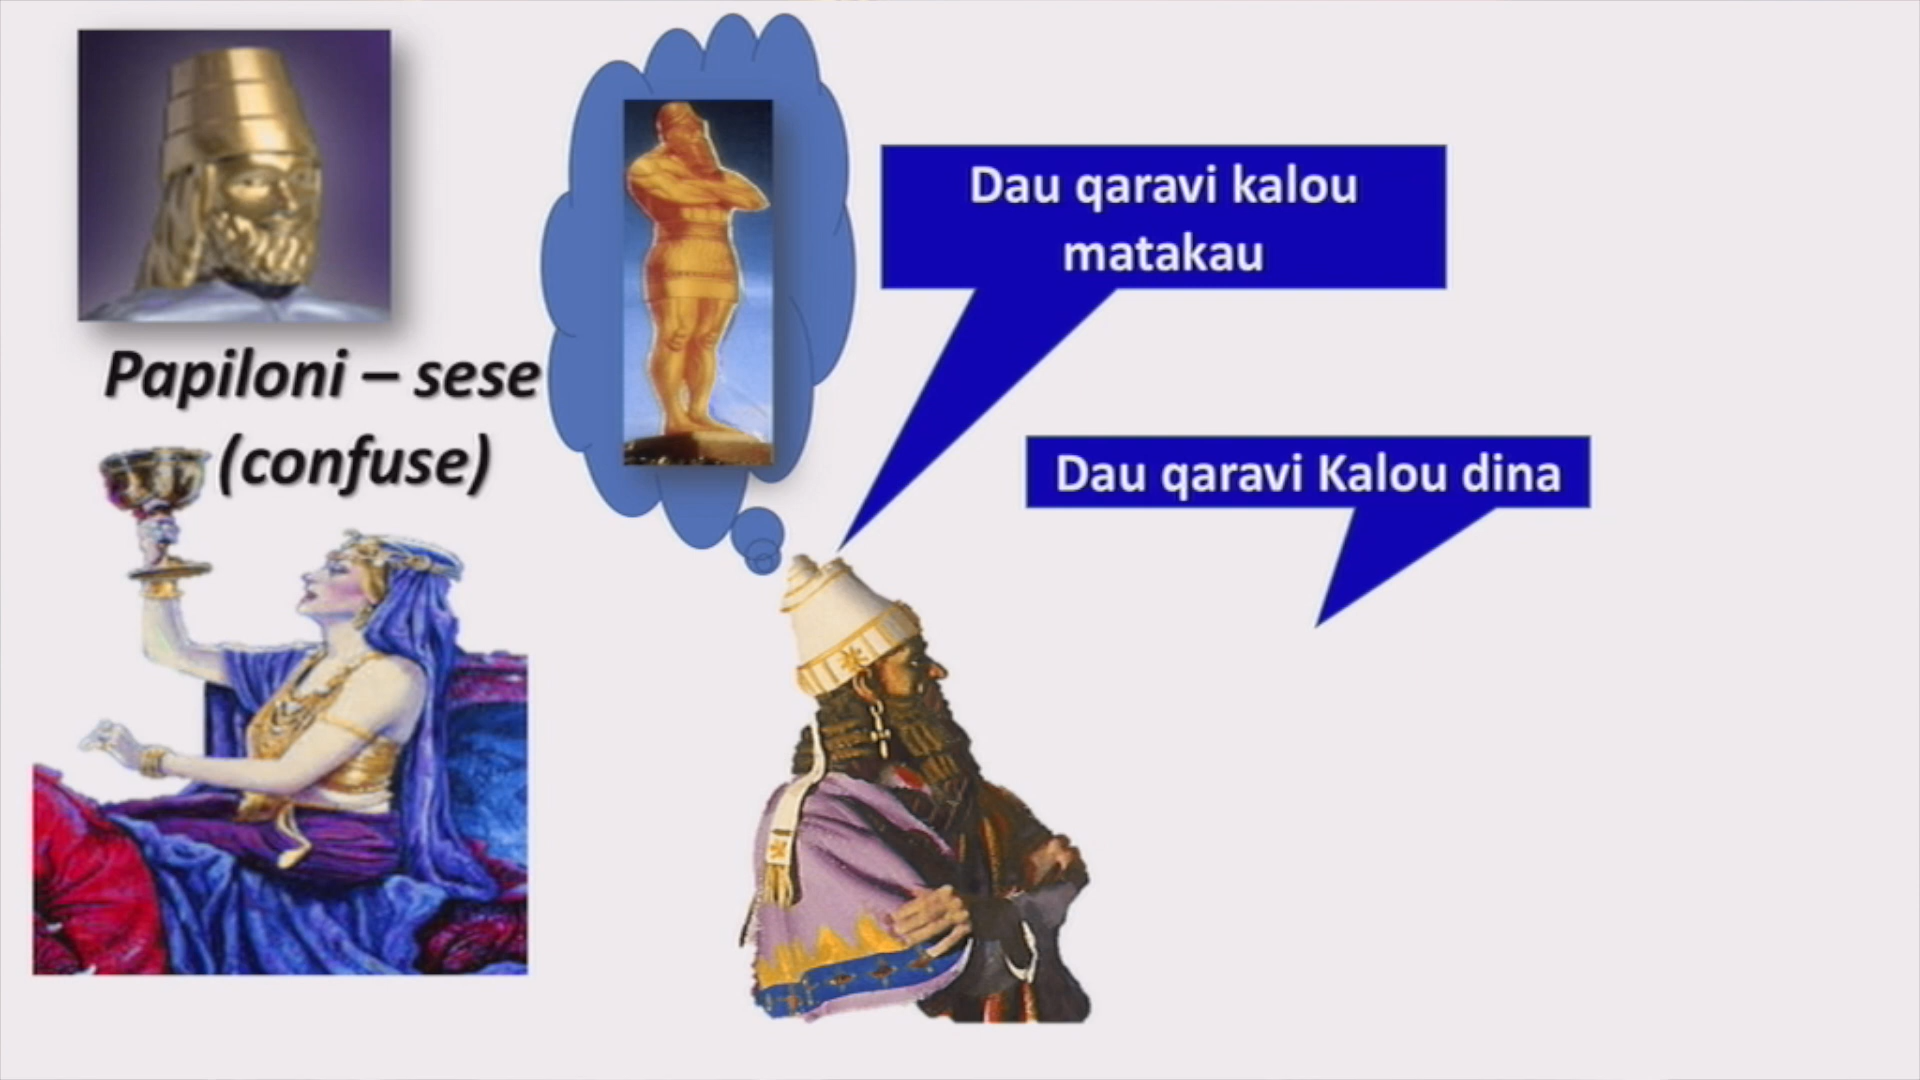 Papiloni – sese
(confuse)
Dau qaravi kalou
matakau
Dau qaravi Kalou dina